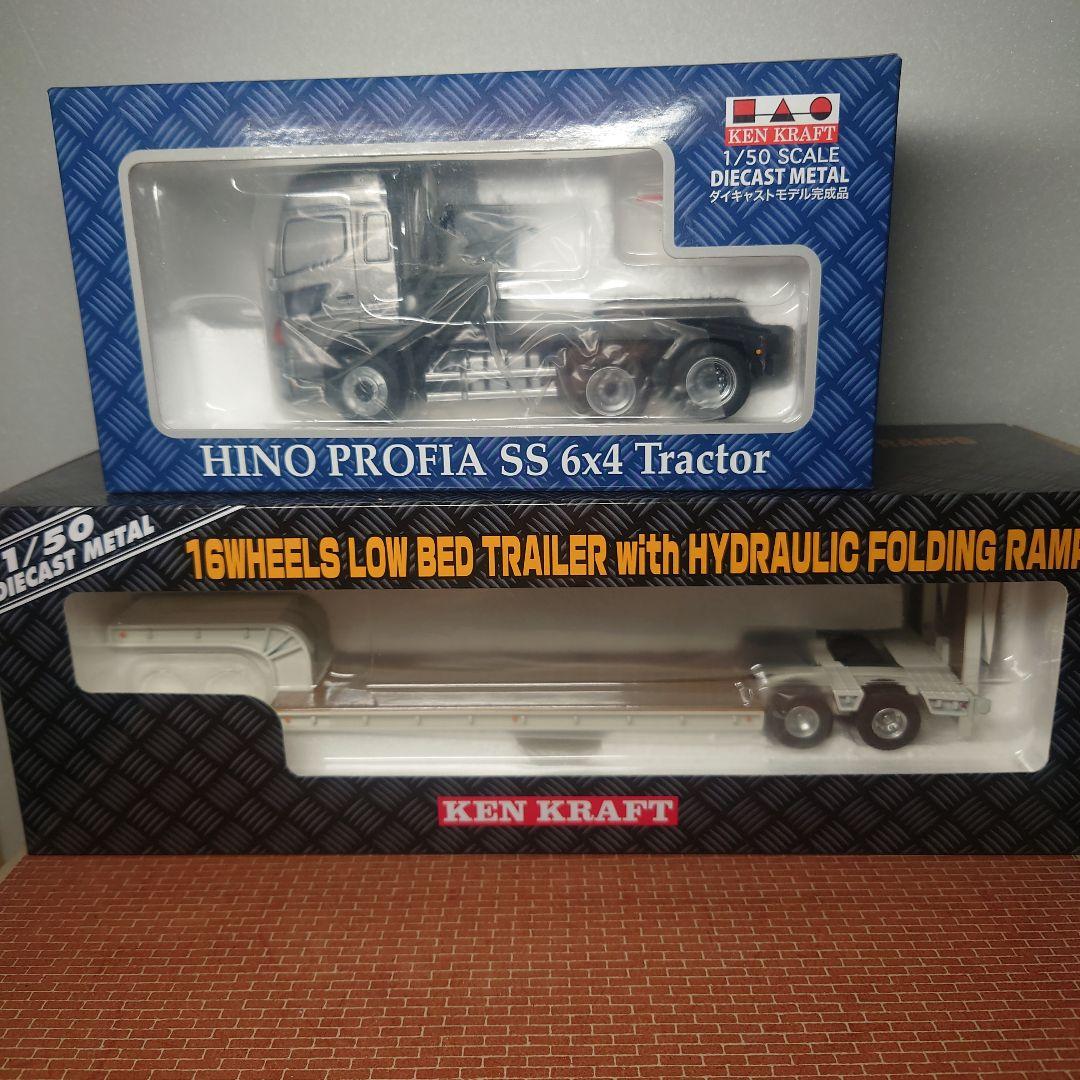 KEN KRAFT
1/50 SCALE
DIECAST METAL
ダイキャストモデル完成品
HINO PROFIA SS 6x4 Tractor
RAMPS
1/50
DIECAST METAL
16WHEELS LOW BED TRAILER with HYDRAULIC FOLDING RAMP
KEN KRAFT